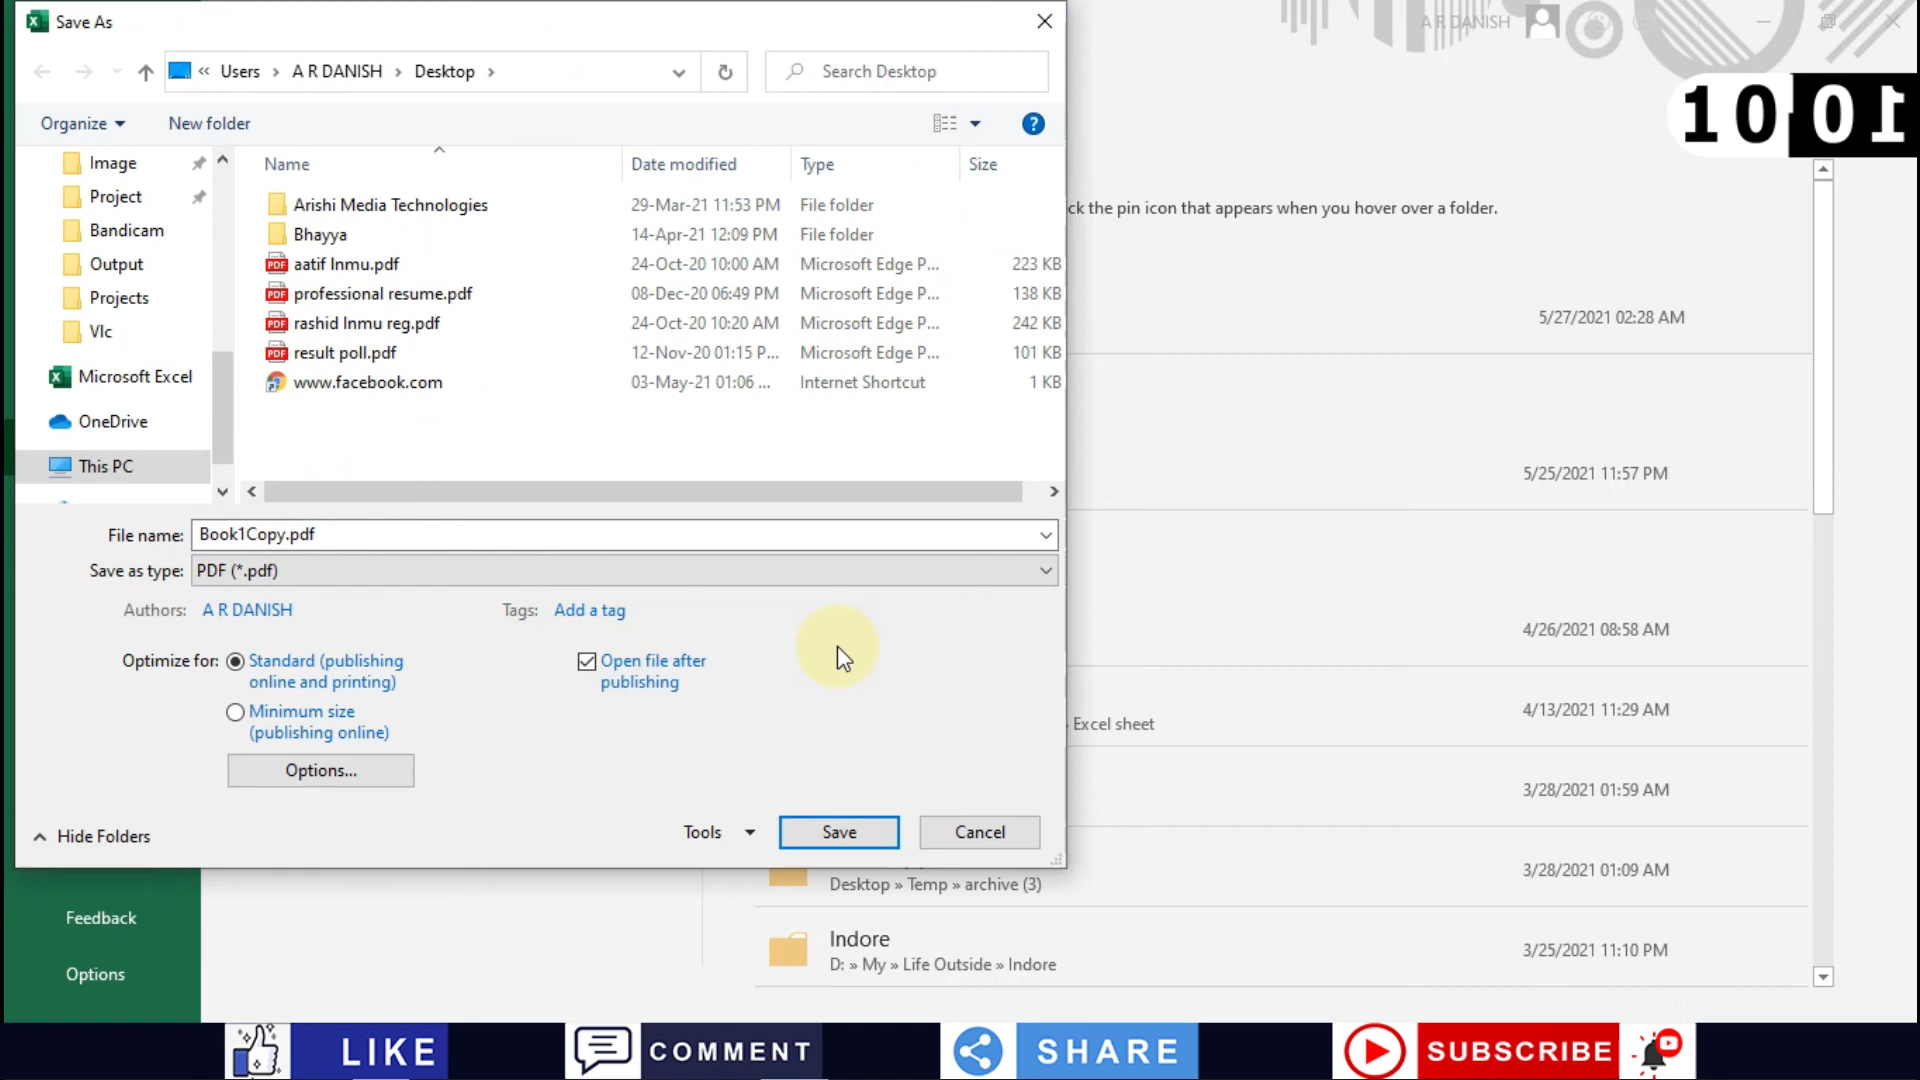 Save As
A R DANISH
Users
A R DANISH
Desktop
Search Desktop
10 01
Organize
New folder
?
Image
Project
Bandicam
Output
Projects
Vlc
Microsoft Excel
OneDrive
This PC
Name Date modified Type Size
Arishi Media Technologies 29-Mar-21 11:53 PM File folder
Bhayya 14-Apr-21 12:09 PM File folder
aatif lnmu.pdf 24-Oct-20 10:00 AM Microsoft Edge P... 223 KB
professional resume.pdf 08-Dec-20 06:49 PM Microsoft Edge P... 138 KB
rashid lnmu reg.pdf 24-Oct-20 10:20 AM Microsoft Edge P... 242 KB
result poll.pdf 12-Nov-20 01:15 P... Microsoft Edge P... 101 KB
www.facebook.com 03-May-21 01:06 ... Internet Shortcut 1 KB
File name: Book1Copy.pdf
Save as type: PDF (*.pdf)
Authors: A R DANISH
Tags: Add a tag
Optimize for: Standard (publishing
online and printing)
Minimum size
(publishing online)
Open file after
publishing
Options...
Hide Folders
Tools
Save
Cancel
ck the pin icon that appears when you hover over a folder.
5/27/2021 02:28 AM
5/25/2021 11:57 PM
4/26/2021 08:58 AM
4/13/2021 11:29 AM
» Excel sheet
3/28/2021 01:59 AM
3/28/2021 01:09 AM
Desktop » Temp » archive (3)
Indore
D: » My » Life Outside » Indore
3/25/2021 11:10 PM
Feedback
Options
LIKE
COMMENT
SHARE
SUBSCRIBE